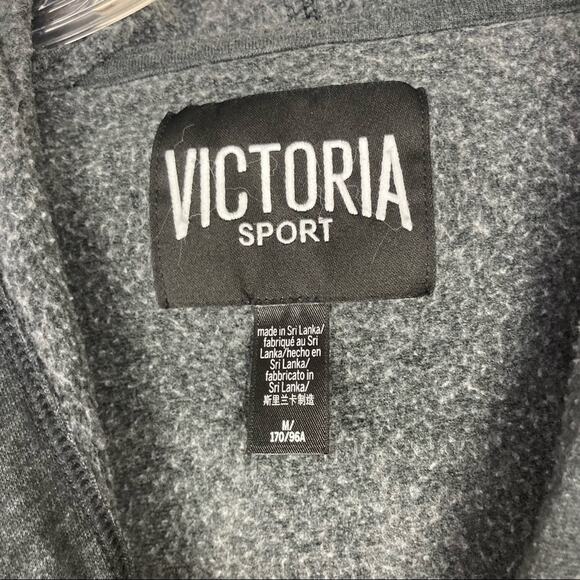 VICTORIA
SPORT
made in Sri Lanka/
fabriqué au Sri
Lanka/hecho en
Sri Lanka/
fabbricato in
Sri Lanka/
斯里兰卡制造
M/
170/96A